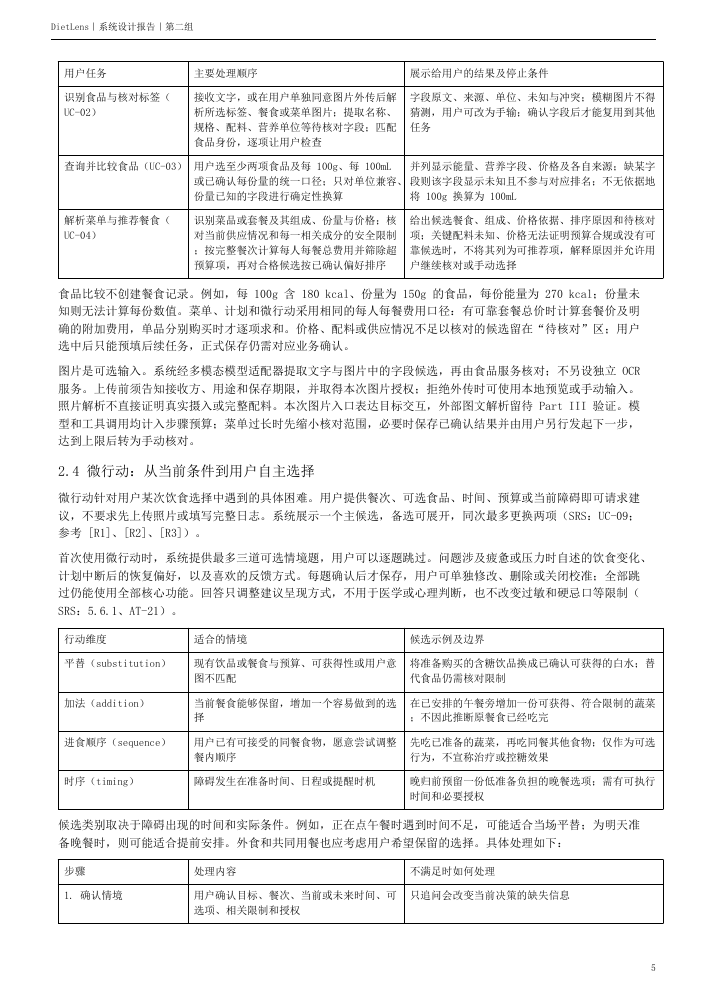 DietLens | 系统设计报告 | 第二组
用户任务
主要处理顺序
展示给用户的结果及停止条件
识别食品与核对标签（
UC-02）
接收文字，或在用户单独同意图片外传后解
析所选标签、餐食或菜单图片；提取名称、
规格、配料、营养单位等待核对字段；匹配
食品身份，逐项让用户检查
字段原文、来源、单位、未知与冲突；模糊图片不得
猜测，用户可改为手输；确认字段后才能复用到其他
任务
查询并比较食品（UC-03）
用户选至少两项食品及每 100g、每 100mL
或已确认每份量的统一口径；只对单位兼容、
份量已知的字段进行确定性换算
并列显示能量、营养字段、价格及各自来源；缺某字
段则该字段显示未知且不参与对应排名；不无依据地
将 100g 换算为 100mL
解析菜单与推荐餐食（
UC-04）
识别菜品或套餐及其组成、份量与价格；核
对当前供应情况和每一相关成分的安全限制
；按完整餐次计算每人每餐总费用并筛除超
预算项，再对合格候选按已确认偏好排序
给出候选餐食、组成、价格依据、排序原因和待核对
项；关键配料未知、价格无法证明预算合规或没有可
靠候选时，不将其列为可推荐项，解释原因并允许用
户继续核对或手动选择
食品比较不创建餐食记录。例如，每 100g 含 180 kcal、份量为 150g 的食品，每份能量为 270 kcal；份量未
知则无法计算每份数值。菜单、计划和微行动采用相同的每人每餐费用口径：有可靠套餐总价时计算套餐价及明
确的附加费用，单品分别购买时才逐项求和。价格、配料或供应情况不足以核对的候选留在“待核对”区；用户
选中后只能预填后续任务，正式保存仍需对应业务确认。
图片是可选输入。系统经多模态模型适配器提取文字与图片中的字段候选，再由食品服务核对；不另设独立 OCR
服务。上传前须告知接收方、用途和保存期限，并取得本次图片授权；拒绝外传时可使用本地预览或手动输入。
照片解析不直接证明真实摄入或完整配料。本次图片入口表达目标交互，外部图文解析留待 Part III 验证。模
型和工具调用均计入步骤预算；菜单过长时先缩小核对范围，必要时保存已确认结果并由用户另行发起下一步，
达到上限后转为手动核对。
2.4 微行动：从当前条件到用户自主选择
微行动针对用户某次饮食选择中遇到的具体困难。用户提供餐次、可选食品、时间、预算或当前障碍即可请求建
议，不要求先上传照片或填写完整日志。系统展示一个主候选，备选可展开，同次最多更换两项（SRS：UC-09；
参考 [R1]、[R2]、[R3]）。
首次使用微行动时，系统提供最多三道可选情境题，用户可以逐题跳过。问题涉及疲惫或压力时自述的饮食变化、
计划中断后的恢复偏好，以及喜欢的反馈方式。每题确认后才保存，用户可单独修改、删除或关闭校准；全部跳
过仍能使用全部核心功能。回答只调整建议呈现方式，不用于医学或心理判断，也不改变过敏和硬忌口等限制（
SRS：5.6.1、AT-21）。
行动维度
适合的情境
候选示例及边界
平替（substitution）
现有饮品或餐食与预算、可获得性或用户意
图不匹配
将准备购买的含糖饮品换成已确认可获得的白水；替
代食品仍需核对限制
加法（addition）
当前餐食能够保留，增加一个容易做到的选
择
在已安排的午餐旁增加一份可获得、符合限制的蔬菜
；不因此推断原餐食已经吃完
进食顺序（sequence）
用户已有可接受的同餐食物，愿意尝试调整
餐内顺序
先吃已准备的蔬菜，再吃同餐其他食物；仅作为可选
行为，不宣称治疗或控糖效果
时序（timing）
障碍发生在准备时间、日程或提醒时机
晚归前预留一份低准备负担的晚餐选项；需有可执行
时间和必要授权
候选类别取决于障碍出现的时间和实际条件。例如，正在点午餐时遇到时间不足，可能适合当场平替；为明天准
备晚餐时，则可能适合提前安排。外食和共同用餐也应考虑用户希望保留的选择。具体处理如下：
步骤
处理内容
不满足时如何处理
1. 确认情境
用户确认目标、餐次、当前或未来时间、可
选项、相关限制和授权
只追问会改变当前决策的缺失信息
5